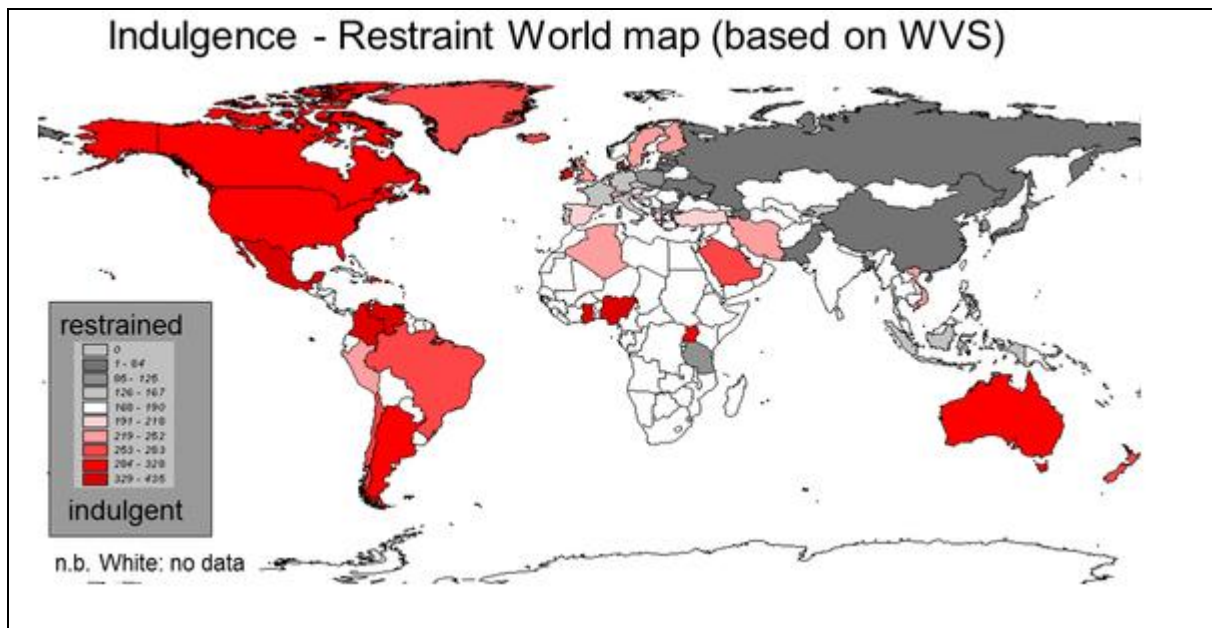 Indulgence - Restraint World map (based on WVS)
restrained
0
1 - 84
85 - 125
126 - 167
168 - 190
191 - 218
219 - 252
253 - 283
284 - 328
329 - 435
indulgent
n.b. White: no data